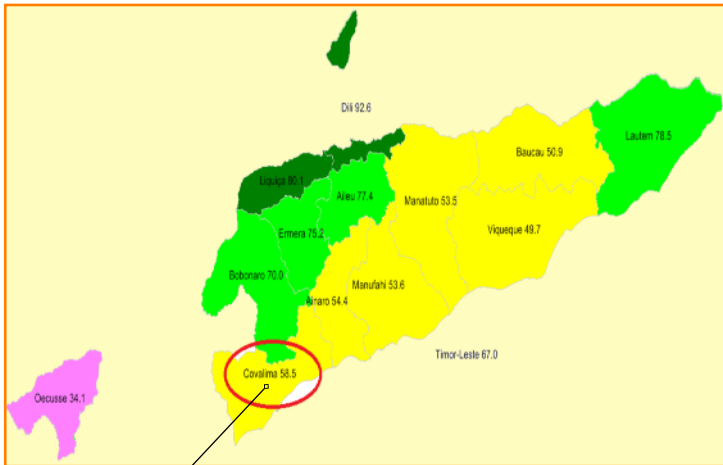 Dili 92.6
Lautem 78.5
Baucau 50.9
Liquiça 80.1
Aileu 77.4
Manatuto 53.5
Ermera 75.2
Viqueque 49.7
Bobonaro 70.0
Manufahi 53.6
Ainaro 54.4
Timor-Leste 67.0
Covalima 58.5
Oecusse 34.1